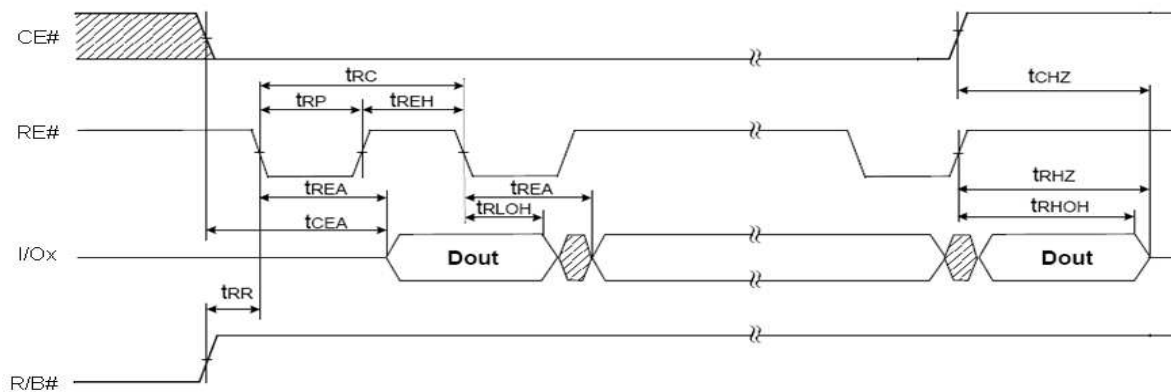 CE#
tRC
tCHZ
tRP
tREH
RE#
tREA
tREA
tRHZ
tCEA
tRLOH
tRHOH
I/Ox
Dout
Dout
tRR
R/B#